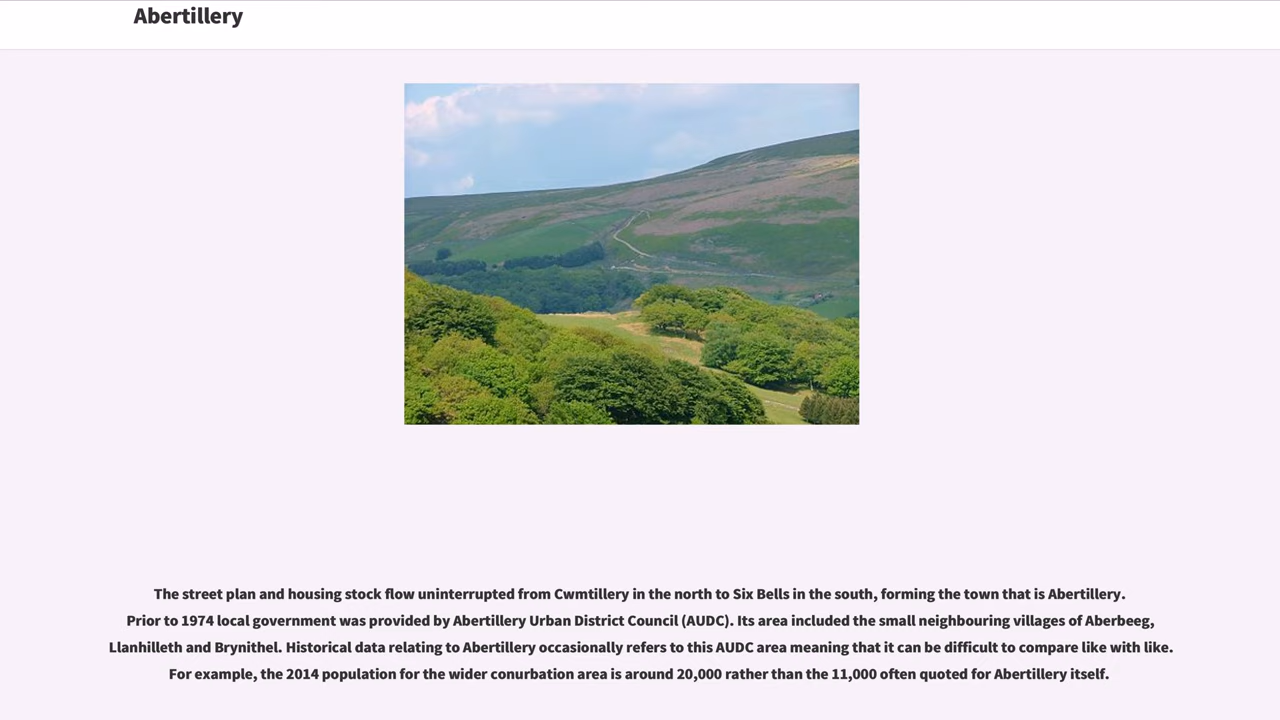 Abertillery
The street plan and housing stock flow uninterrupted from Cwmtillery in the north to Six Bells in the south, forming the town that is Abertillery.
Prior to 1974 local government was provided by Abertillery Urban District Council (AUDC). Its area included the small neighbouring villages of Aberbeeg,
Llanhilleth and Brynithel. Historical data relating to Abertillery occasionally refers to this AUDC area meaning that it can be difficult to compare like with like.
For example, the 2014 population for the wider conurbation area is around 20,000 rather than the 11,000 often quoted for Abertillery itself.